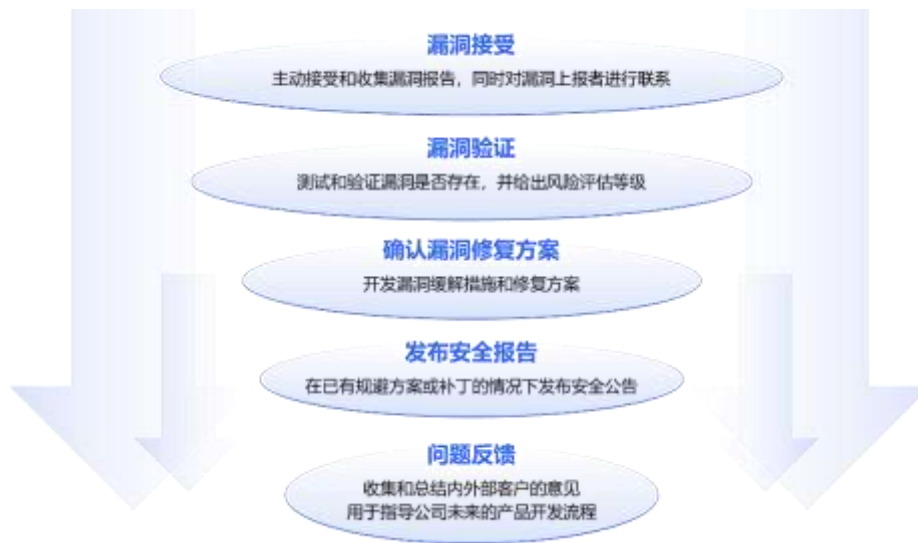 漏洞接受
主动接受和收集漏洞报告，同时对漏洞上报者进行联系
漏洞验证
测试和验证漏洞是否存在，并给出风险评估等级
确认漏洞修复方案
开发漏洞缓解措施和修复方案
发布安全报告
在已有规避方案或补丁的情况下发布安全公告
问题反馈
收集和总结内外部客户的意见
用于指导公司未来的产品开发流程